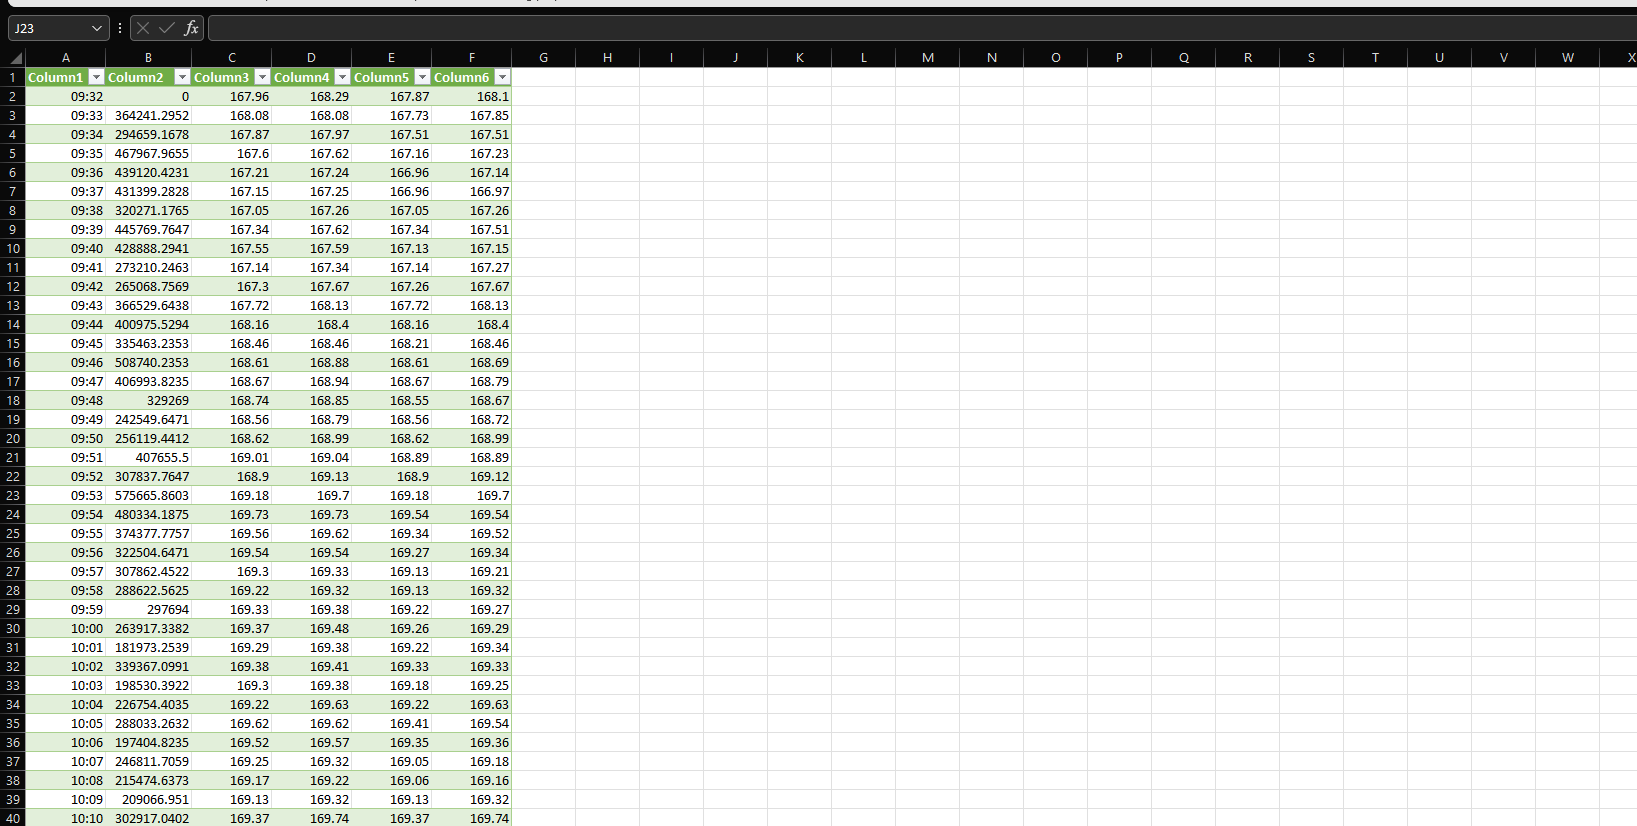 J23 fx
A B C D E F G H I J K L M N O P Q R S T U V W X
1 Column1 Column2 Column3 Column4 Column5 Column6
2 09:32 0 167.96 168.29 167.87 168.1
3 09:33 364241.2952 168.08 168.08 167.73 167.85
4 09:34 294659.1678 167.87 167.97 167.51 167.51
5 09:35 467967.9655 167.6 167.62 167.16 167.23
6 09:36 439120.4231 167.21 167.24 166.96 167.14
7 09:37 431399.2828 167.15 167.25 166.96 166.97
8 09:38 320271.1765 167.05 167.26 167.05 167.26
9 09:39 445769.7647 167.34 167.62 167.34 167.51
10 09:40 428888.2941 167.55 167.59 167.13 167.15
11 09:41 273210.2463 167.14 167.34 167.14 167.27
12 09:42 265068.7569 167.3 167.67 167.26 167.67
13 09:43 366529.6438 167.72 168.13 167.72 168.13
14 09:44 400975.5294 168.16 168.4 168.16 168.4
15 09:45 335463.2353 168.46 168.46 168.21 168.46
16 09:46 508740.2353 168.61 168.88 168.61 168.69
17 09:47 406993.8235 168.67 168.94 168.67 168.79
18 09:48 329269 168.74 168.85 168.55 168.67
19 09:49 242549.6471 168.56 168.79 168.56 168.72
20 09:50 256119.4412 168.62 168.99 168.62 168.99
21 09:51 407655.5 169.01 169.04 168.89 168.89
22 09:52 307837.7647 168.9 169.13 168.9 169.12
23 09:53 575665.8603 169.18 169.7 169.18 169.7
24 09:54 480334.1875 169.73 169.73 169.54 169.54
25 09:55 374377.7757 169.56 169.62 169.34 169.52
26 09:56 322504.6471 169.54 169.54 169.27 169.34
27 09:57 307862.4522 169.3 169.33 169.13 169.21
28 09:58 288622.5625 169.22 169.32 169.13 169.32
29 09:59 297694 169.33 169.38 169.22 169.27
30 10:00 263917.3382 169.37 169.48 169.26 169.29
31 10:01 181973.2539 169.29 169.38 169.22 169.34
32 10:02 339367.0991 169.38 169.41 169.33 169.33
33 10:03 198530.3922 169.3 169.38 169.18 169.25
34 10:04 226754.4035 169.22 169.63 169.22 169.63
35 10:05 288033.2632 169.62 169.62 169.41 169.54
36 10:06 197404.8235 169.52 169.57 169.35 169.36
37 10:07 246811.7059 169.25 169.32 169.05 169.18
38 10:08 215474.6373 169.17 169.22 169.06 169.16
39 10:09 209066.951 169.13 169.32 169.13 169.32
40 10:10 302917.0402 169.37 169.74 169.37 169.74